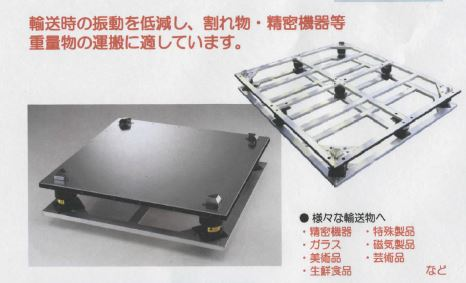 輸送時の振動を低減し、割れ物・精密機器等
重量物の運搬に適しています。
●様々な輸送物へ
・精密機器 ・特殊製品
・ガラス ・磁気製品
・美術品 ・芸術品
・生鮮食品 など